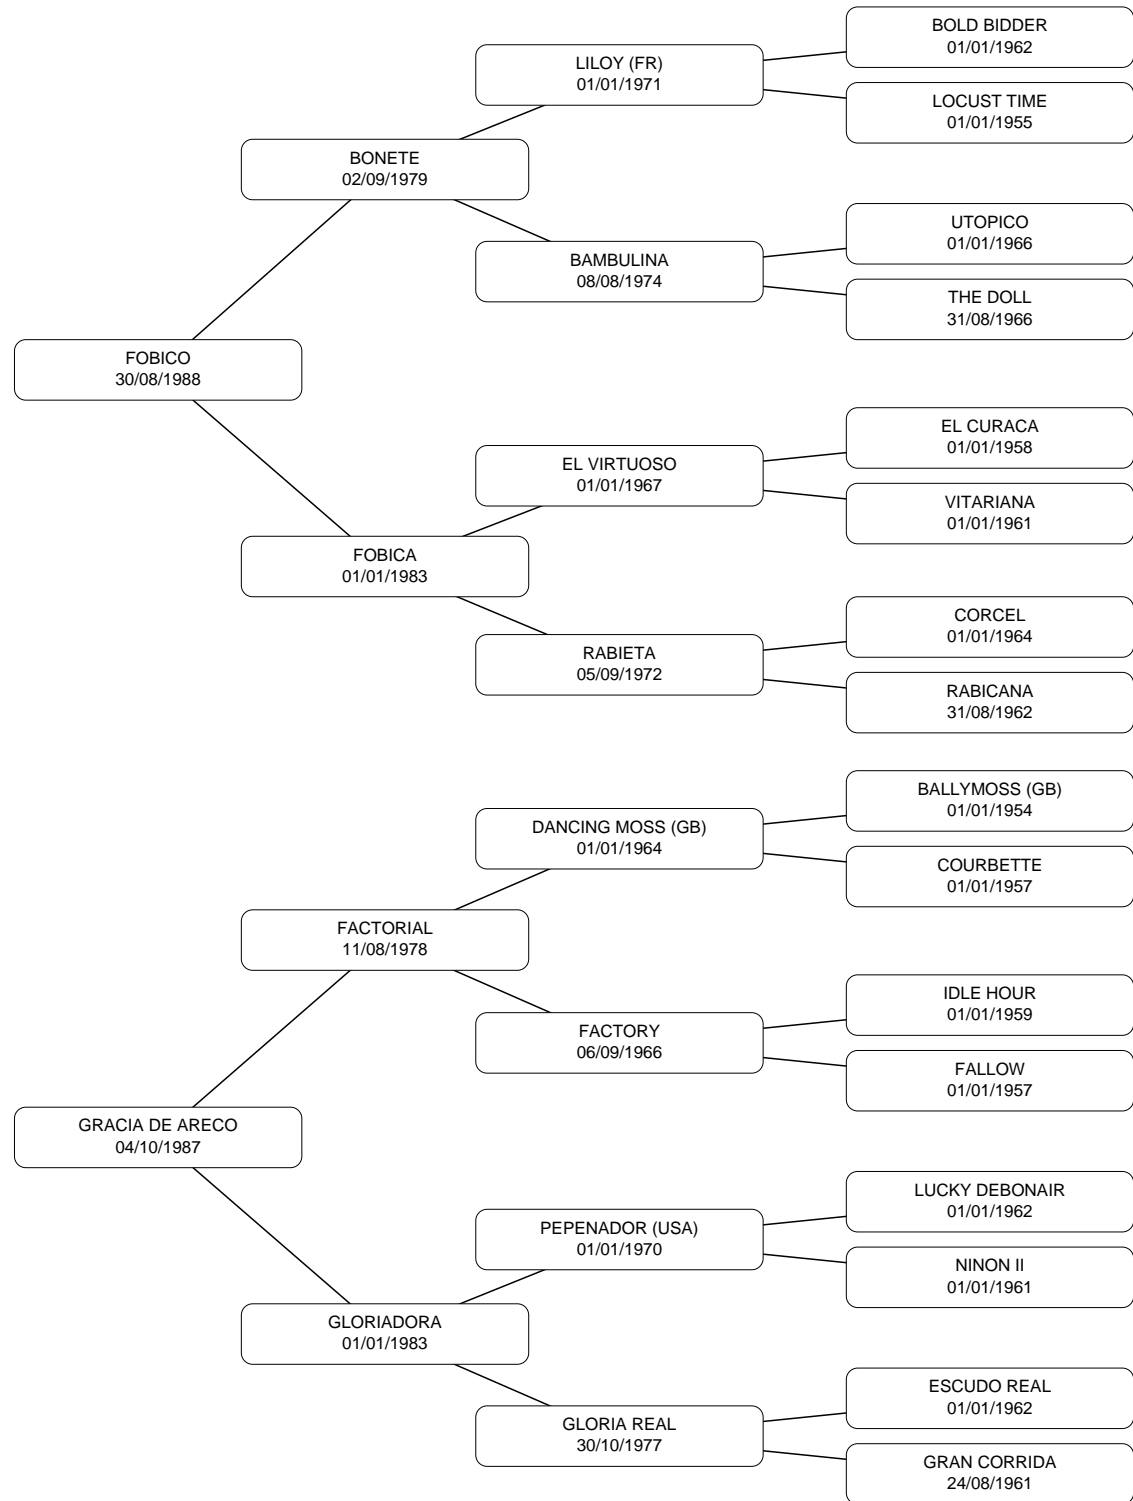 BOLD BIDDER
01/01/1962
LILOY (FR)
01/01/1971
LOCUST TIME
01/01/1955
BONETE
02/09/1979
UTOPICO
01/01/1966
BAMBULINA
08/08/1974
THE DOLL
31/08/1966
FOBICO
30/08/1988
EL CURACA
01/01/1958
EL VIRTUOSO
01/01/1967
VITARIANA
01/01/1961
FOBICA
01/01/1983
CORCEL
01/01/1964
RABIETA
05/09/1972
RABICANA
31/08/1962
BALLYMOSS (GB)
01/01/1954
DANCING MOSS (GB)
01/01/1964
COURBETTE
01/01/1957
FACTORIAL
11/08/1978
IDLE HOUR
01/01/1959
FACTORY
06/09/1966
FALLOW
01/01/1957
GRACIA DE ARECO
04/10/1987
LUCKY DEBONAIR
01/01/1962
PEPENADOR (USA)
01/01/1970
NINON II
01/01/1961
GLORIADORA
01/01/1983
ESCUDO REAL
01/01/1962
GLORIA REAL
30/10/1977
GRAN CORRIDA
24/08/1961